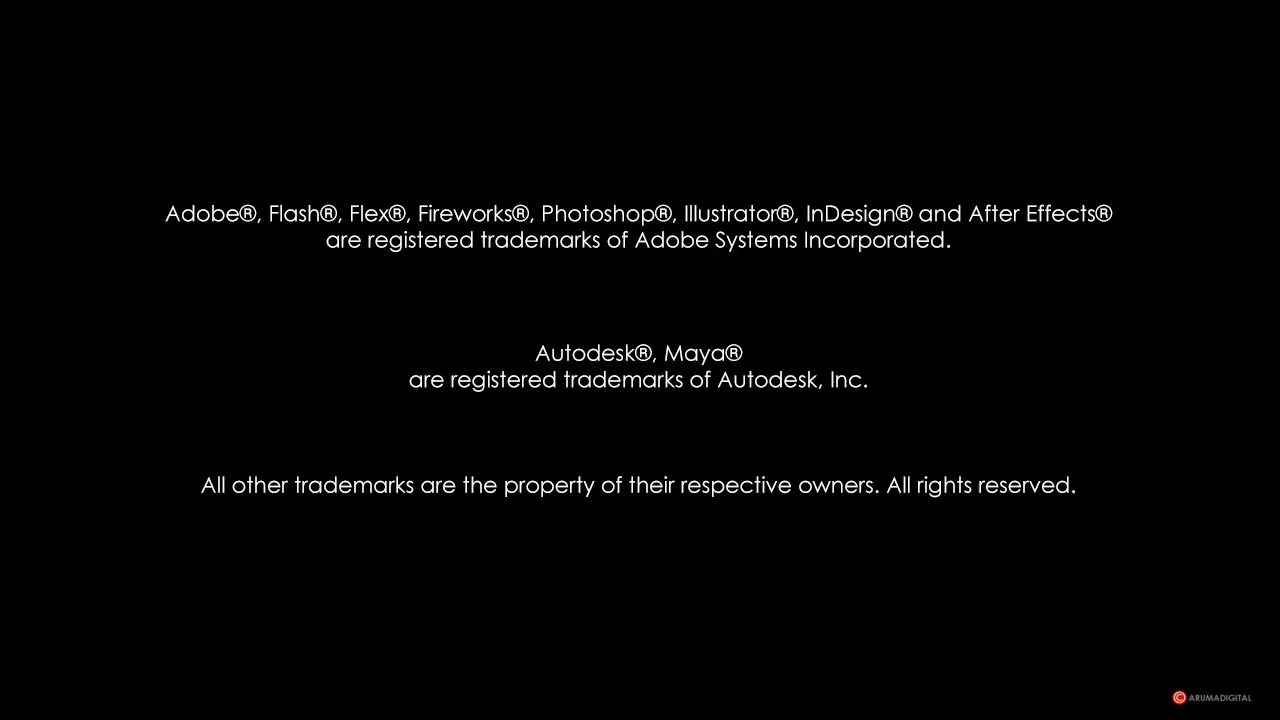 Adobe®, Flash®, Flex®, Fireworks®, Photoshop®, Illustrator®, InDesign® and After Effects®
are registered trademarks of Adobe Systems Incorporated.
Autodesk®, Maya®
are registered trademarks of Autodesk, Inc.
All other trademarks are the property of their respective owners. All rights reserved.
© ARUMADIGITAL